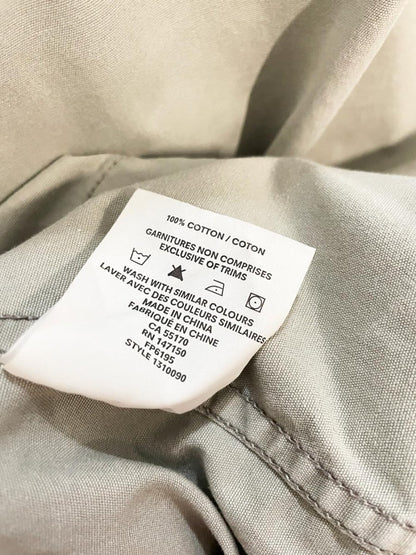 100% COTTON / COTON
GARNITURES NON COMPRISES
EXCLUSIVE OF TRIMS
WASH WITH SIMILAR COLOURS
LAVER AVEC DES COULEURS SIMILAIRES
MADE IN CHINA
FABRIQUÉ EN CHINE
CA 55170
RN 147150
FP6195
STYLE 1310090